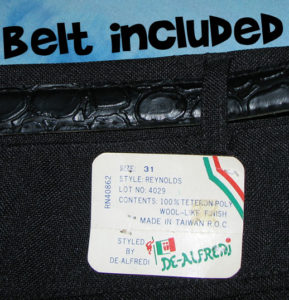 Belt included
SIZE: 31
STYLE: REYNOLDS
LOT NO: 4029
CONTENTS: 100% TETERON POLY
WOOL-LIKE FINISH
MADE IN TAIWAN R.O.C
RN40862
STYLED
BY
DE ALFREDI
DE-ALFREDI